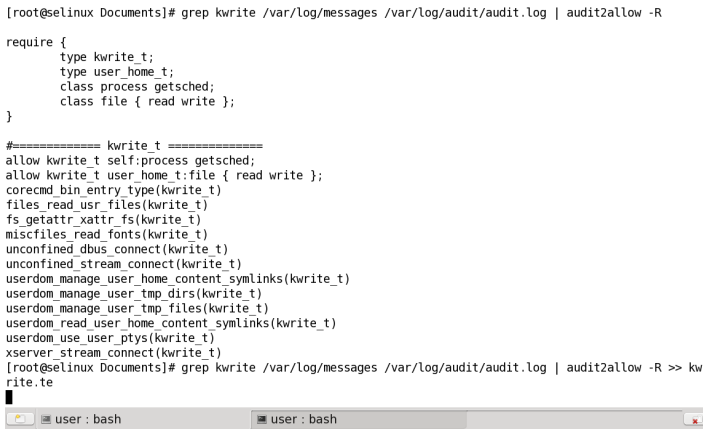 [root@selinux Documents]# grep kwrite /var/log/messages /var/log/audit/audit.log | audit2allow -R
require {
type kwrite_t;
type user_home_t;
class process getsched;
class file { read write };
}
#============= kwrite_t ==============
allow kwrite_t self:process getsched;
allow kwrite_t user_home_t:file { read write };
corecmd_bin_entry_type(kwrite_t)
files_read_usr_files(kwrite_t)
fs_getattr_xattr_fs(kwrite_t)
miscfiles_read_fonts(kwrite_t)
unconfined_dbus_connect(kwrite_t)
unconfined_stream_connect(kwrite_t)
userdom_manage_user_home_content_symlinks(kwrite_t)
userdom_manage_user_tmp_dirs(kwrite_t)
userdom_manage_user_tmp_files(kwrite_t)
userdom_read_user_home_content_symlinks(kwrite_t)
userdom_use_user_ptys(kwrite_t)
xserver_stream_connect(kwrite_t)
[root@selinux Documents]# grep kwrite /var/log/messages /var/log/audit/audit.log | audit2allow -R >> kw
rite.te
user : bash user : bash